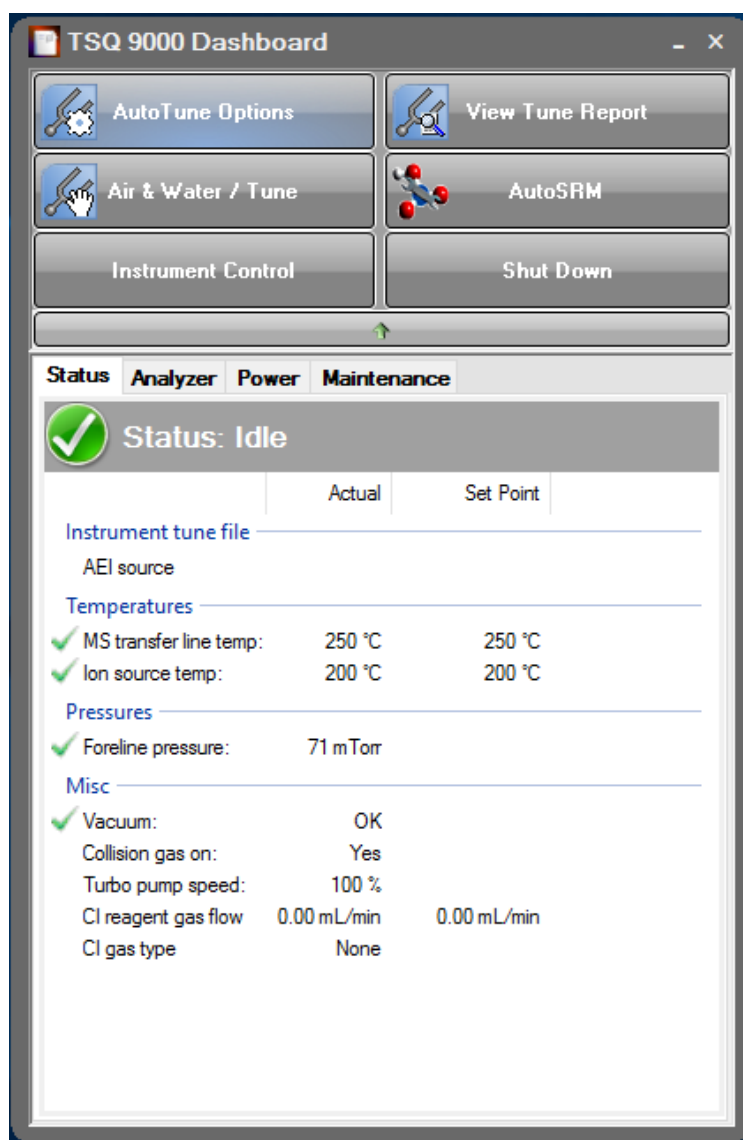 TSQ 9000 Dashboard
AutoTune Options View Tune Report
Air & Water / Tune AutoSRM
Instrument Control Shut Down
Status Analyzer Power Maintenance
Status: Idle
Actual Set Point
Instrument tune file
AEI source
Temperatures
MS transfer line temp: 250 °C 250 °C
Ion source temp: 200 °C 200 °C
Pressures
Foreline pressure: 71 mTorr
Misc
Vacuum: OK
Collision gas on: Yes
Turbo pump speed: 100 %
CI reagent gas flow 0.00 mL/min 0.00 mL/min
CI gas type None